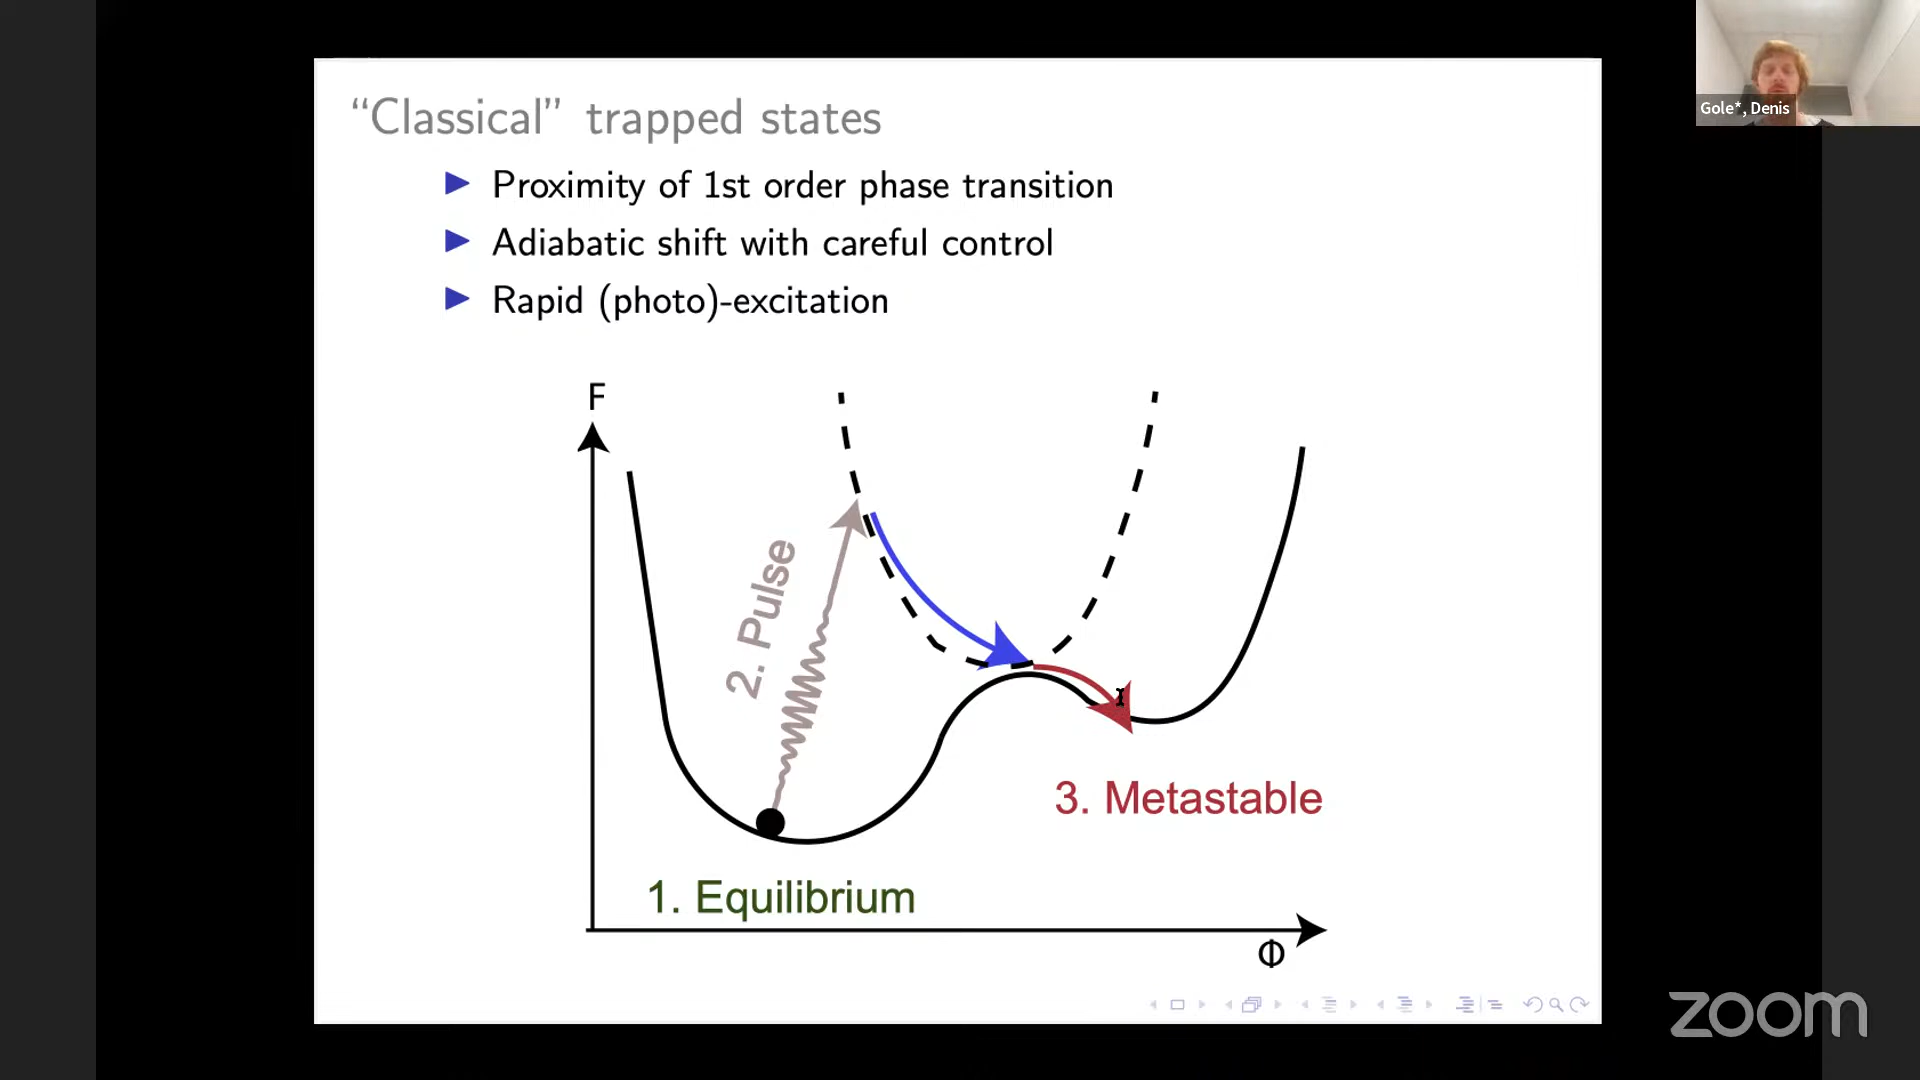 “Classical” trapped states
Proximity of 1st order phase transition
Adiabatic shift with careful control
Rapid (photo)-excitation
F
2. Pulse
3. Metastable
1. Equilibrium
Φ
Gole*, Denis
zoom